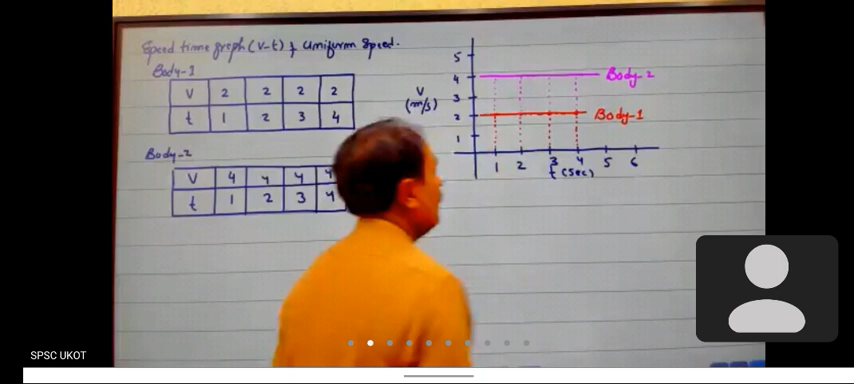 Speed time graph (v-t) of Uniform Speed.
Body-1
V 2 2 2 2
t 1 2 3 4
Body-2
V 4 4 4 4
t 1 2 3 4
5
4
3
2
1
V
(m/s)
Body-2
Body-1
1 2 3 4 5 6
t (Sec)
SPSC UKOT